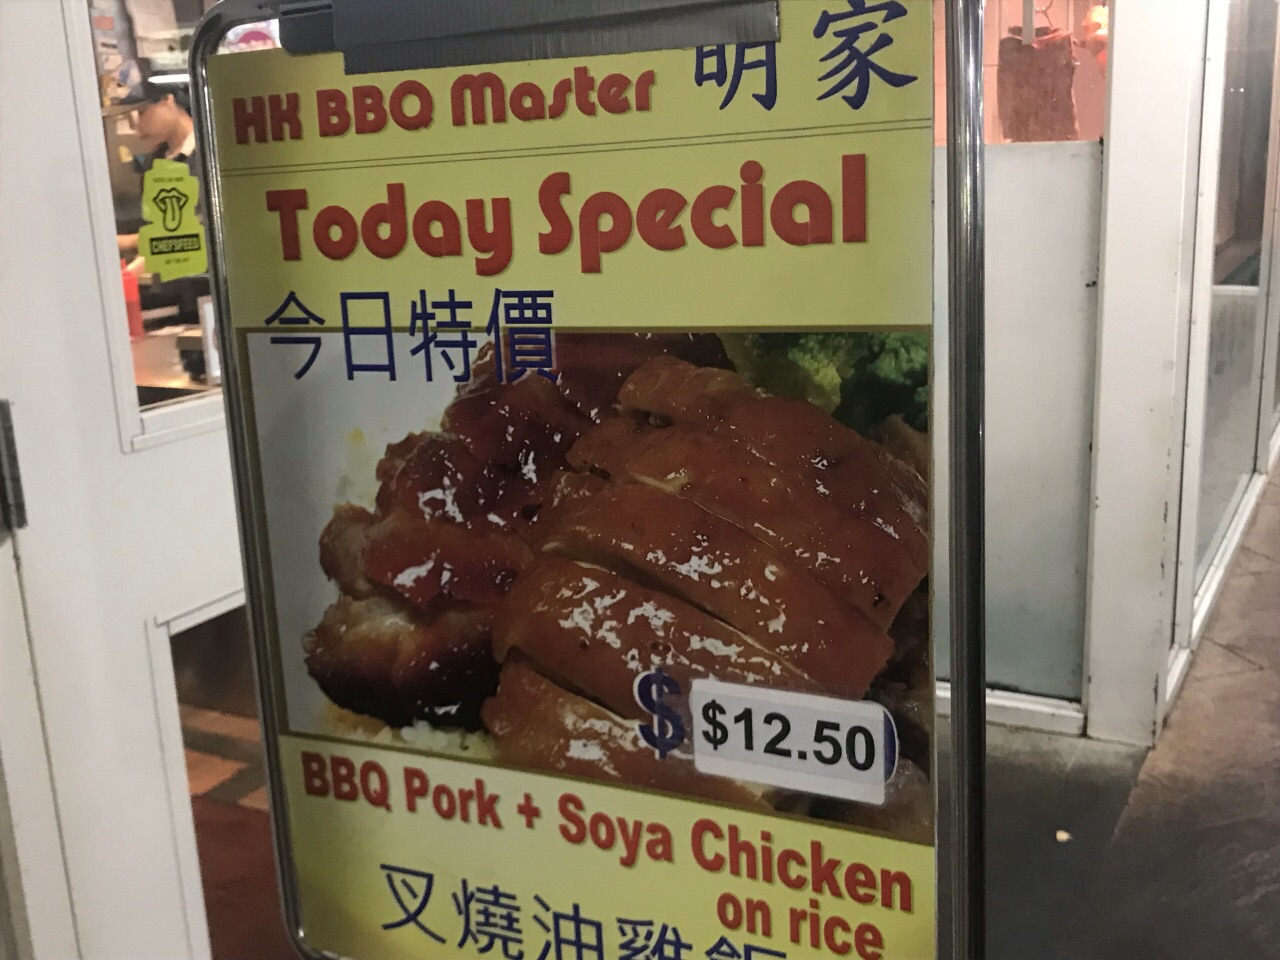 HK BBQ Master 明家
Today Special
今日特價
$ $12.50
BBQ Pork + Soya Chicken
on rice
叉燒油雞飯
CHEFSFEED